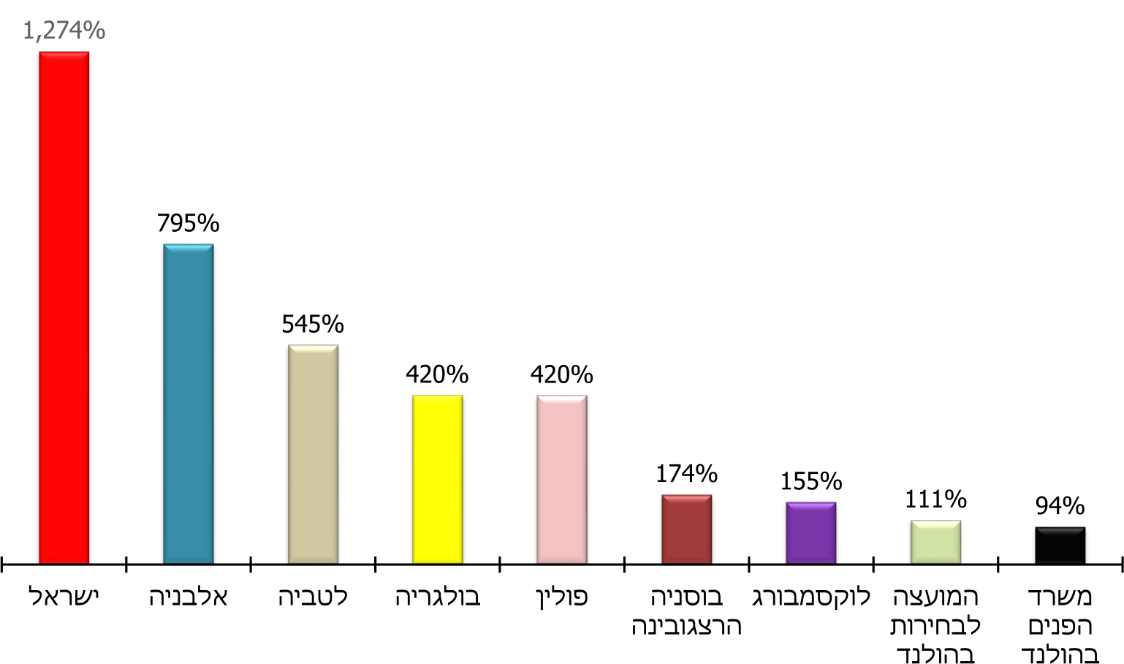 1,274%
795%
545%
420%
420%
174%
155%
111%
94%
ישראל
אלבניה
לטביה
בולגריה
פולין
בוסניה
הרצגובינה
לוקסמבורג
המועצה
לבחירות
בהולנד
משרד
הפנים
בהולנד